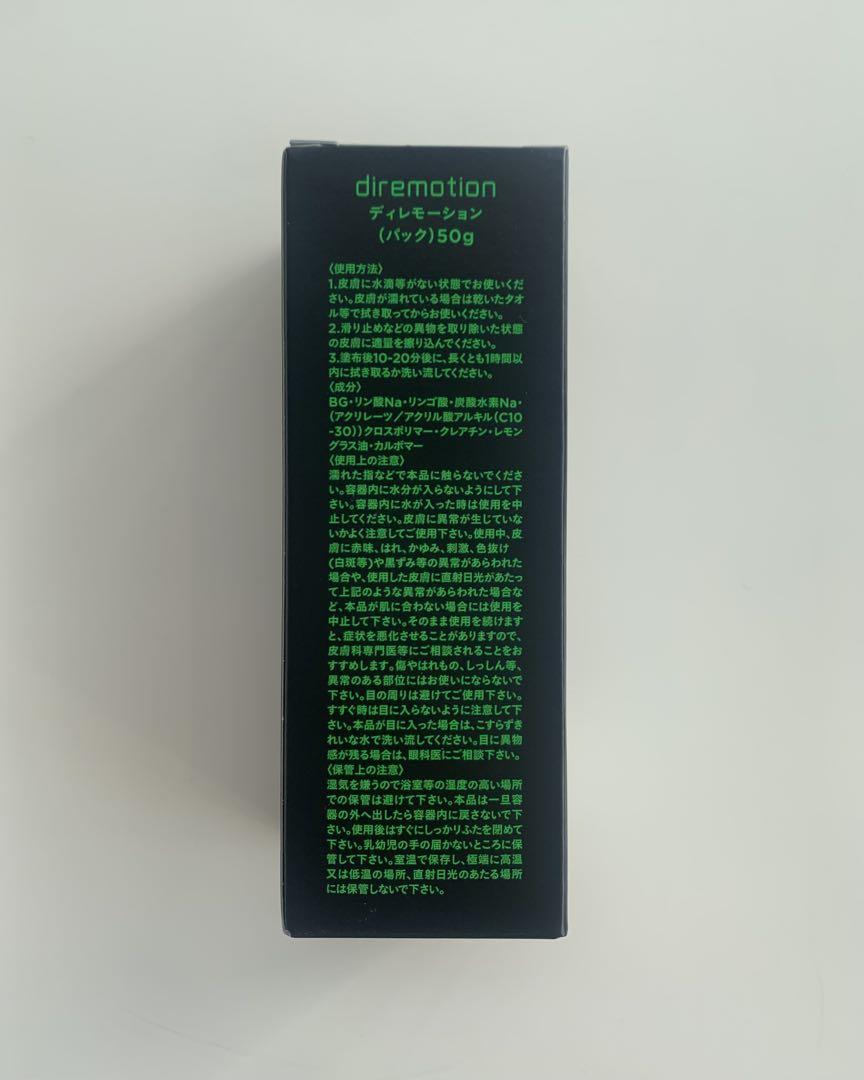 diremotion
ディレモーション
（パック）50g
〈使用方法〉
1.皮膚に水滴等がない状態でお使いくだ
さい。皮膚が濡れている場合は乾いたタオ
ル等で拭き取ってからお使いください。
2.滑り止めなどの異物を取り除いた状態
の皮膚に適量を擦り込んでください。
3.塗布後10-20分後に、長くとも1時間以
内に拭き取るか洗い流してください。
〈成分〉
BG・リン酸Na・リンゴ酸・炭酸水素Na・
（アクリレーツ／アクリル酸アルキル（C10
-30））クロスポリマー・クレアチン・レモン
グラス油・カルボマー
〈使用上の注意〉
濡れた指などで本品に触らないでくださ
い。容器内に水分が入らないようにして下
さい。容器内に水が入った時は使用を中
止してください。皮膚に異常が生じていな
いかよく注意してご使用下さい。使用中、皮
膚に赤味、はれ、かゆみ、刺激、色抜け
(白斑等)や黒ずみ等の異常があらわれた
場合や、使用した皮膚に直射日光があたっ
て上記のような異常があらわれた場合な
ど、本品が肌に合わない場合には使用を
中止して下さい。そのまま使用を続けます
と、症状を悪化させることがありますので、
皮膚科専門医等にご相談されることをお
すすめします。傷やはれもの、しっしん等、
異常のある部位にはお使いにならないで
下さい。目の周りは避けてご使用下さい。
すすぐ時は目に入らないように注意して下
さい。本品が目に入った場合は、こすらずき
れいな水で洗い流してください。目に異物
感が残る場合は、眼科医にご相談下さい。
〈保管上の注意〉
湿気を嫌うので浴室等の湿度の高い場所
での保管は避けて下さい。本品は一旦容
器の外へ出したら容器内に戻さないで下
さい。使用後はすぐにしっかりふたを閉めて
下さい。乳幼児の手の届かないところに保
管して下さい。室温で保存し、極端に高温
又は低温の場所、直射日光のあたる場所
には保管しないで下さい。